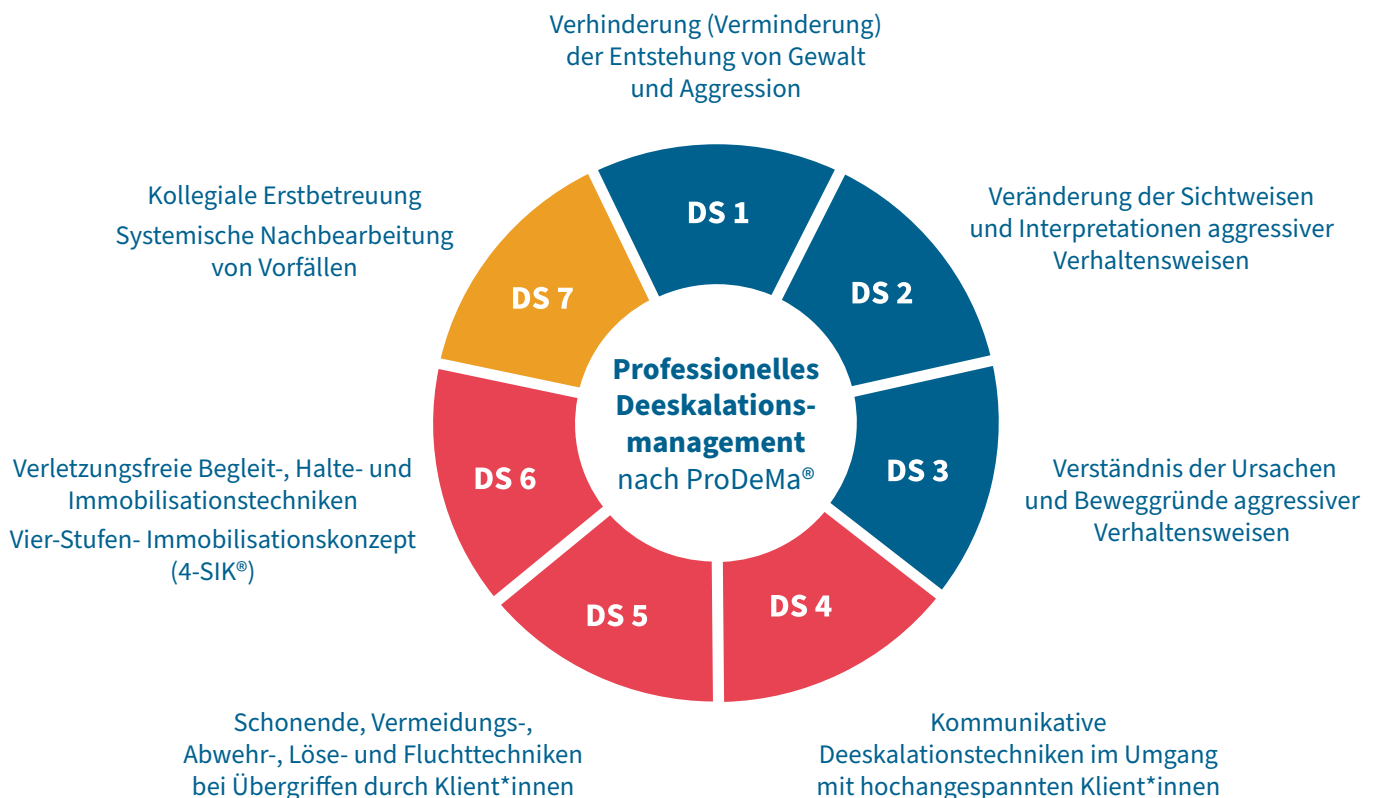 Verhinderung (Verminderung)
der Entstehung von Gewalt
und Aggression
DS 1
Veränderung der Sichtweisen
und Interpretationen aggressiver
Verhaltensweisen
DS 2
Verständnis der Ursachen
und Beweggründe aggressiver
Verhaltensweisen
DS 3
Kommunikative
Deeskalationstechniken im Umgang
mit hochangespannten Klient*innen
DS 4
Schonende, Vermeidungs-,
Abwehr-, Löse- und Fluchttechniken
bei Übergriffen durch Klient*innen
DS 5
Verletzungsfreie Begleit-, Halte- und
Immobilisationstechniken
Vier-Stufen- Immobilisationskonzept
(4-SIK®)
DS 6
Kollegiale Erstbetreuung
Systemische Nachbearbeitung
von Vorfällen
DS 7
Professionelles
Deeskalations-
management
nach ProDeMa®